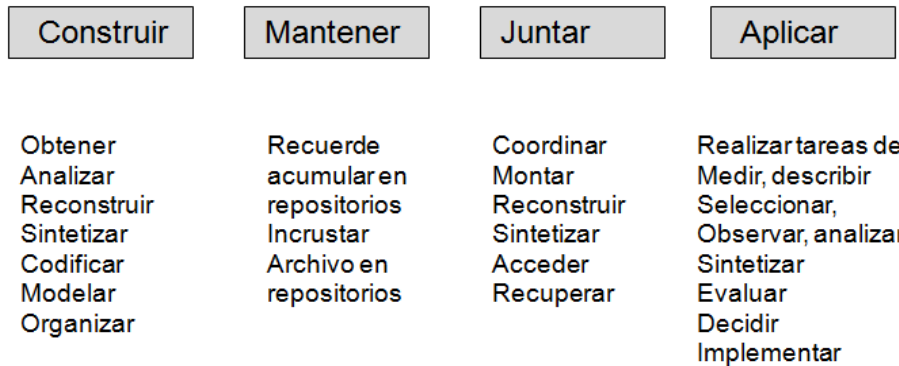 Construir
Mantener
Juntar
Aplicar
Obtener
Analizar
Reconstruir
Sintetizar
Codificar
Modelar
Organizar
Recuerde
acumular en
repositorios
Incrustar
Archivo en
repositorios
Coordinar
Montar
Reconstruir
Sintetizar
Acceder
Recuperar
Realizar tareas de
Medir, describir
Seleccionar,
Observar, analizar
Sintetizar
Evaluar
Decidir
Implementar